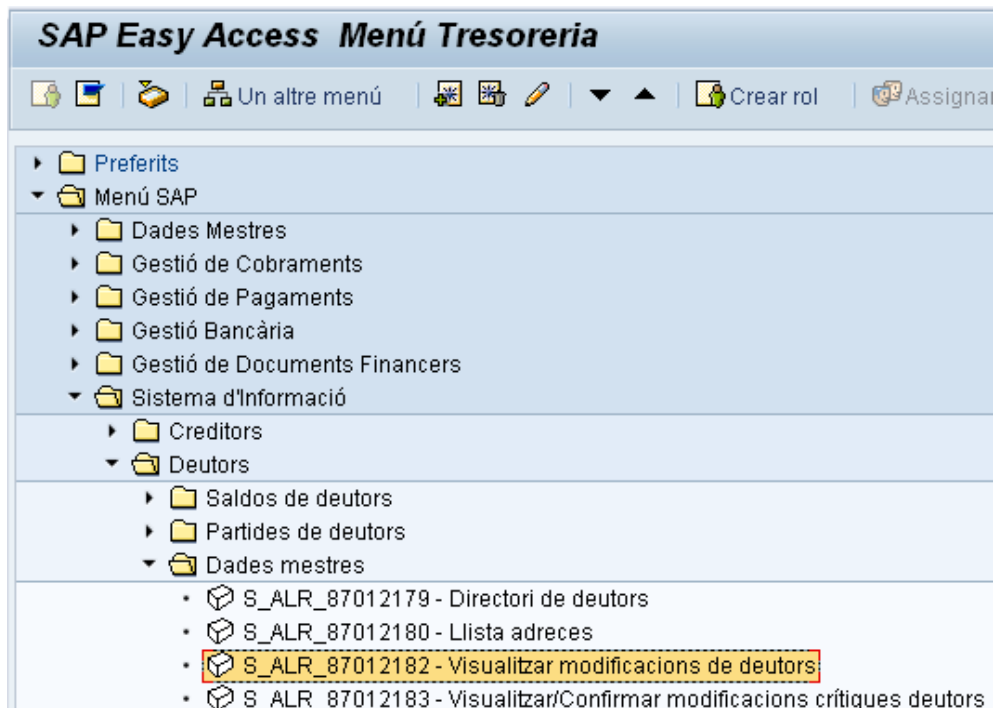 SAP Easy Access Menú Tresoreria
Un altre menú Crear rol Assignar
Preferits
Menú SAP
Dades Mestres
Gestió de Cobraments
Gestió de Pagaments
Gestió Bancària
Gestió de Documents Financers
Sistema d'Informació
Creditors
Deutors
Saldos de deutors
Partides de deutors
Dades mestres
S_ALR_87012179 - Directori de deutors
S_ALR_87012180 - Llista adreces
S_ALR_87012182 - Visualitzar modificacions de deutors
S_ALR_87012183 - Visualitzar/Confirmar modificacions crítiques deutors